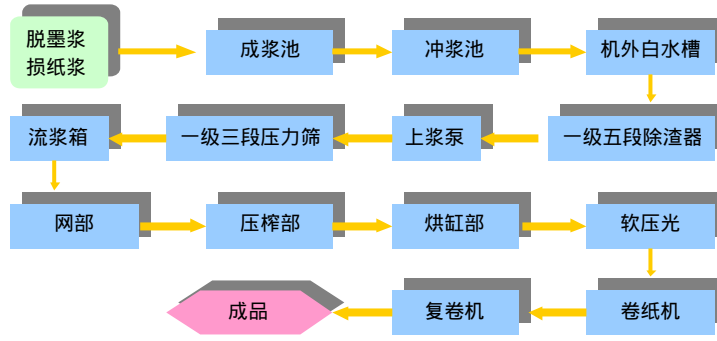 脱墨浆
损纸浆
成浆池
冲浆池
机外白水槽
流浆箱
一级三段压力筛
上浆泵
一级五段除渣器
网部
压榨部
烘缸部
软压光
成品
复卷机
卷纸机